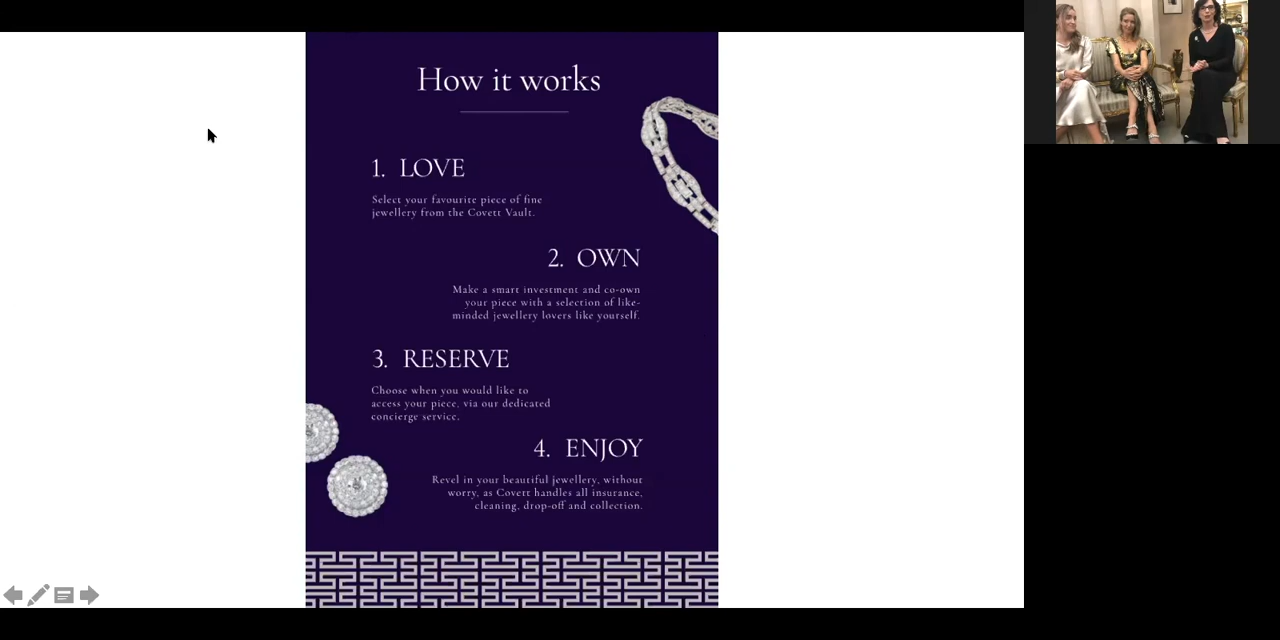 How it works
1. LOVE
Select your favourite piece of fine
jewellery from the Covett Vault.
2. OWN
Make a smart investment and co-own
your piece with a selection of like-
minded jewellery lovers like yourself.
3. RESERVE
Choose when you would like to
access your piece, via our dedicated
concierge service.
4. ENJOY
Revel in your beautiful jewellery, without
worry, as Covett handles all insurance,
cleaning, drop-off and collection.